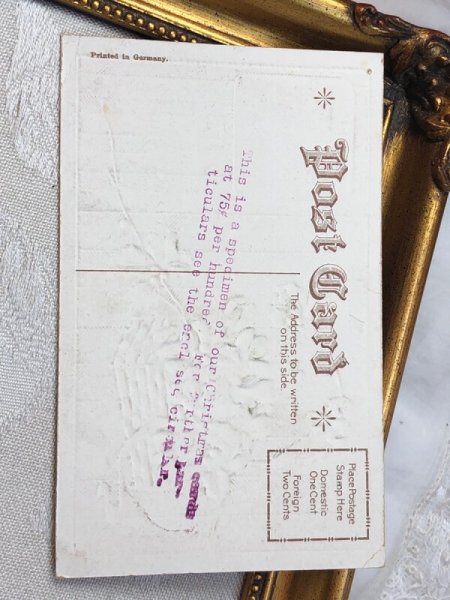 Printed in Germany.
Post Card
The Address to be written
on this side.
Place Postage
Stamp Here
Domestic
One Cent
Foreign
Two Cents
This is a specimen of our Christmas cards
at 75¢ per hundred. For further par-
ticulars see the enclosed circular.